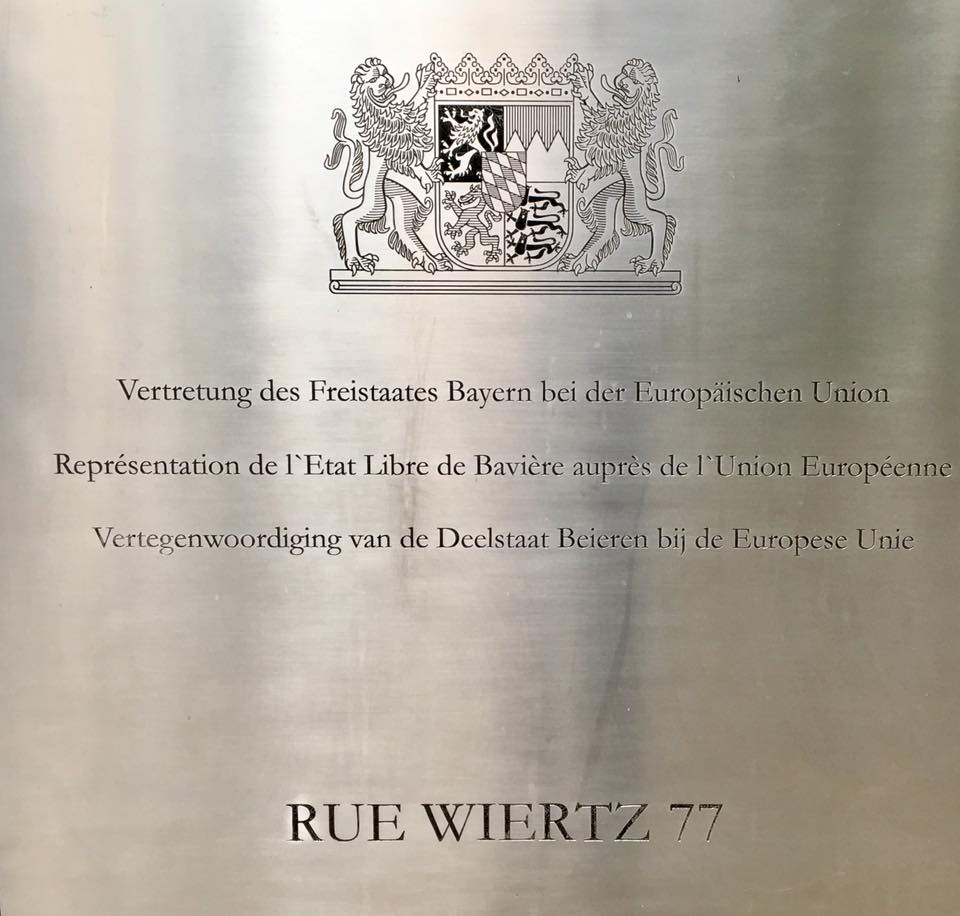 Vertretung des Freistaates Bayern bei der Europäischen Union
Représentation de l`Etat Libre de Bavière auprès de l`Union Européenne
Vertegenwoordiging van de Deelstaat Beieren bij de Europese Unie
RUE WIERTZ 77